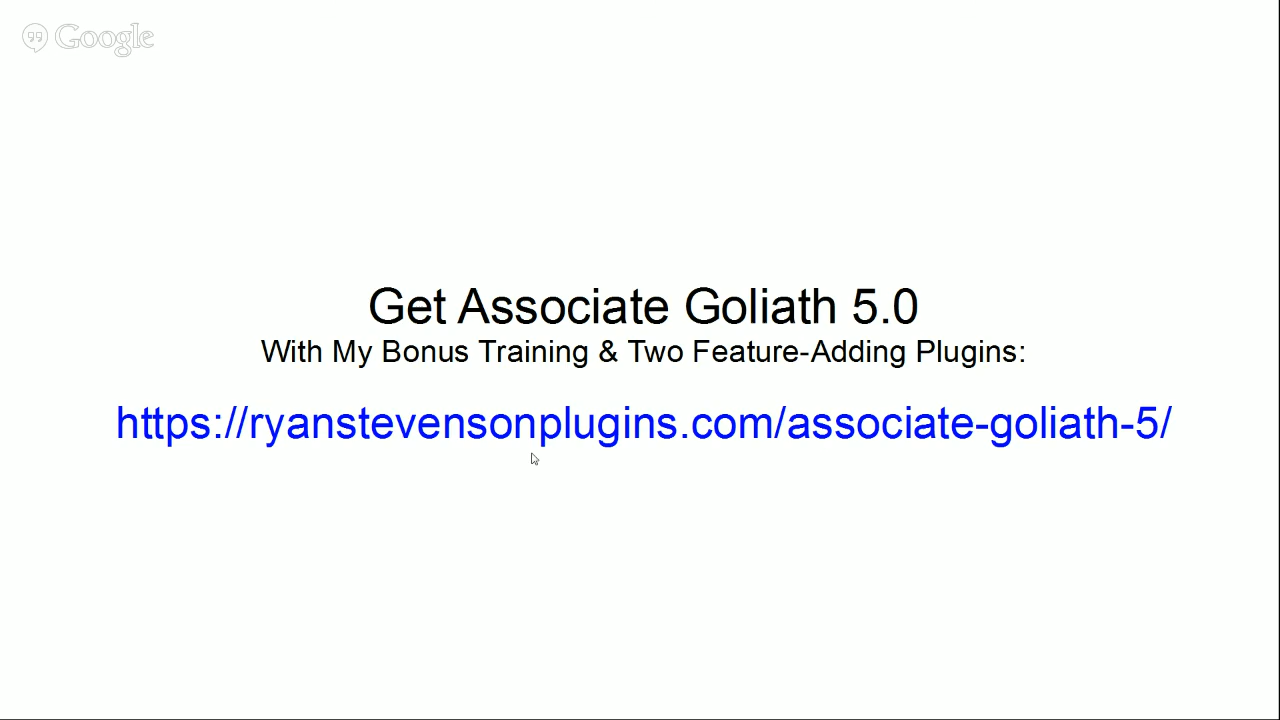 Google
Get Associate Goliath 5.0
With My Bonus Training & Two Feature-Adding Plugins:
https://ryanstevensonplugins.com/associate-goliath-5/